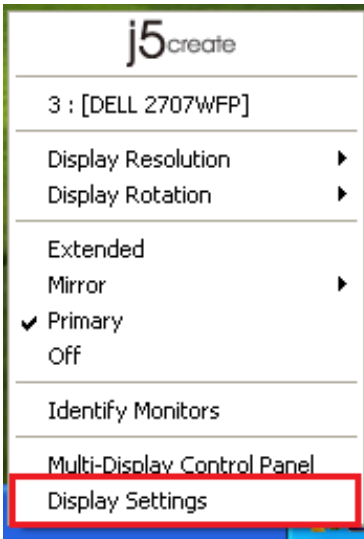 j5create
3 : [DELL 2707WFP]
Display Resolution
Display Rotation
Extended
Mirror
Primary
Off
Identify Monitors
Multi-Display Control Panel
Display Settings